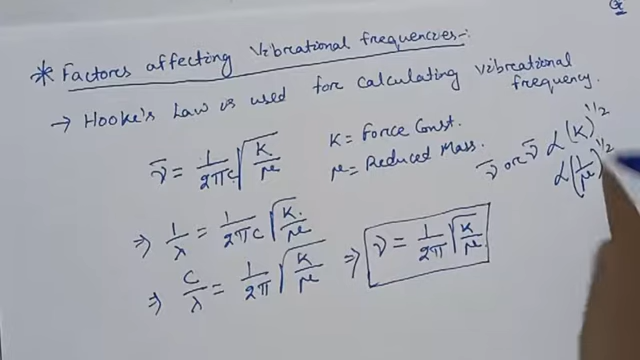 * Factors affecting Vibrational frequencies:-
→ Hooke's Law is used for calculating vibrational frequency.
ν̅ = 1/2πc √K/μ
K = Force Const.
μ = Reduced Mass.
ν̅ or ν̅ α (K)^1/2
α (1/μ)^1/2
⇒ 1/λ = 1/2πc √K/μ
⇒ C/λ = 1/2π √K/μ ⇒ ν = 1/2π √K/μ